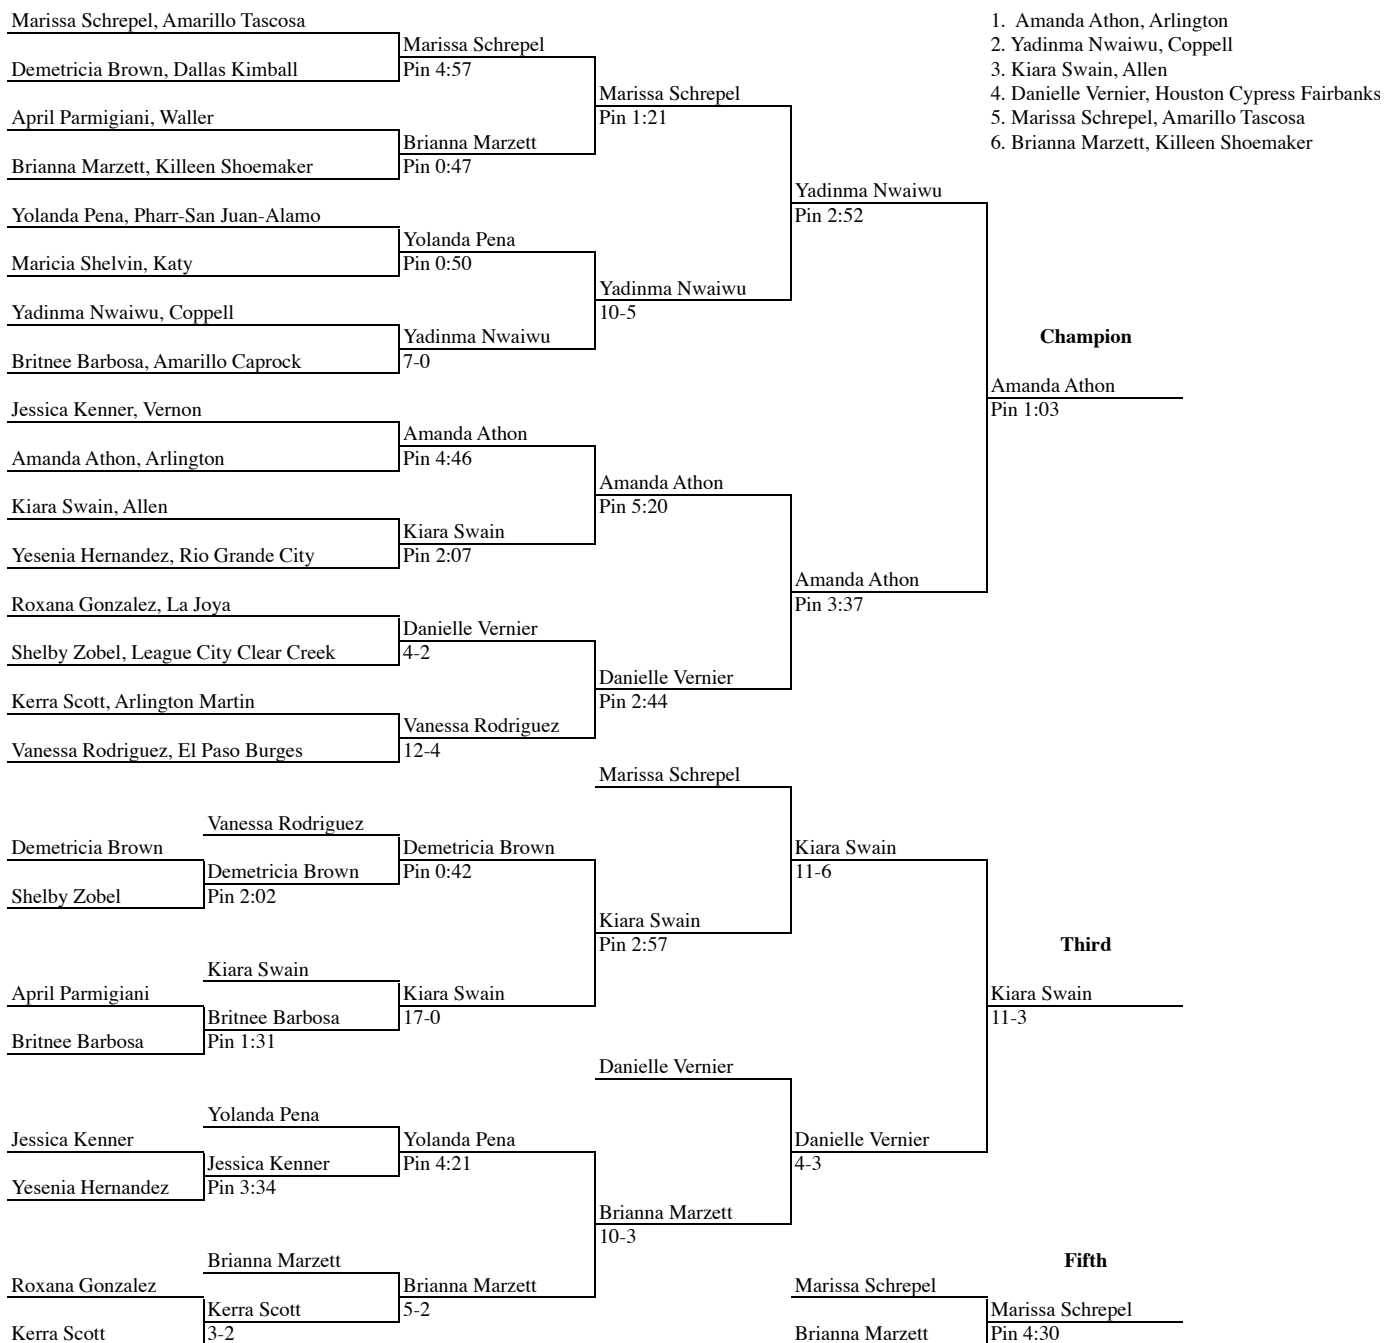 Marissa Schrepel, Amarillo Tascosa
Demetricia Brown, Dallas Kimball
April Parmigiani, Waller
Brianna Marzett, Killeen Shoemaker
Yolanda Pena, Pharr-San Juan-Alamo
Maricia Shelvin, Katy
Yadinma Nwaiwu, Coppell
Britnee Barbosa, Amarillo Caprock
Jessica Kenner, Vernon
Amanda Athon, Arlington
Kiara Swain, Allen
Yesenia Hernandez, Rio Grande City
Roxana Gonzalez, La Joya
Shelby Zobel, League City Clear Creek
Kerra Scott, Arlington Martin
Vanessa Rodriguez, El Paso Burges
Marissa Schrepel
Pin 4:57
Brianna Marzett
Pin 0:47
Yolanda Pena
Pin 0:50
Yadinma Nwaiwu
7-0
Amanda Athon
Pin 4:46
Kiara Swain
Pin 2:07
Danielle Vernier
4-2
Vanessa Rodriguez
12-4
Marissa Schrepel
Pin 1:21
Yadinma Nwaiwu
10-5
Amanda Athon
Pin 5:20
Danielle Vernier
Pin 2:44
Yadinma Nwaiwu
Pin 2:52
Amanda Athon
Pin 3:37
Champion
Amanda Athon
Pin 1:03
1. Amanda Athon, Arlington
2. Yadinma Nwaiwu, Coppell
3. Kiara Swain, Allen
4. Danielle Vernier, Houston Cypress Fairbanks
5. Marissa Schrepel, Amarillo Tascosa
6. Brianna Marzett, Killeen Shoemaker
Demetricia Brown
Shelby Zobel
April Parmigiani
Britnee Barbosa
Jessica Kenner
Yesenia Hernandez
Roxana Gonzalez
Kerra Scott
Vanessa Rodriguez
Demetricia Brown
Pin 2:02
Kiara Swain
Britnee Barbosa
Pin 1:31
Yolanda Pena
Jessica Kenner
Pin 3:34
Brianna Marzett
Kerra Scott
3-2
Demetricia Brown
Pin 0:42
Kiara Swain
17-0
Yolanda Pena
Pin 4:21
Brianna Marzett
5-2
Marissa Schrepel
Kiara Swain
Pin 2:57
Danielle Vernier
Brianna Marzett
10-3
Kiara Swain
11-6
Danielle Vernier
4-3
Third
Kiara Swain
11-3
Fifth
Marissa Schrepel
Brianna Marzett
Marissa Schrepel
Pin 4:30